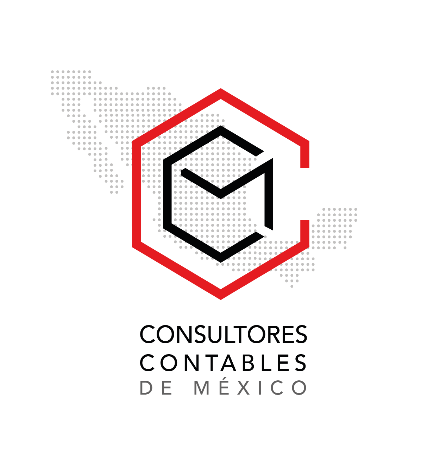 CONSULTORES
CONTABLES
DE MÉXICO